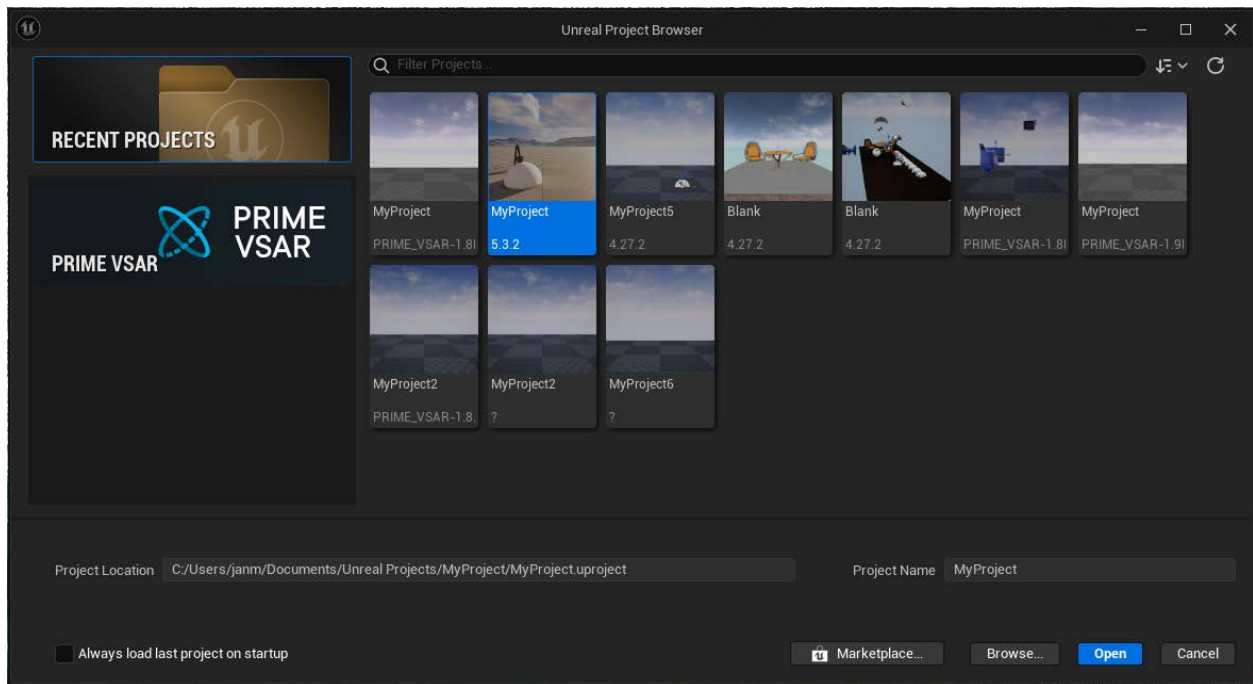 Unreal Project Browser
RECENT PROJECTS
PRIME VSAR
PRIME
VSAR
Filter Projects...
MyProject
PRIME_VSAR-1.8
MyProject
5.3.2
MyProject5
4.27.2
Blank
4.27.2
Blank
4.27.2
MyProject
PRIME_VSAR-1.8
MyProject
PRIME_VSAR-1.9
MyProject2
PRIME_VSAR-1.8.
MyProject2
?
MyProject6
?
Project Location C:/Users/janm/Documents/Unreal Projects/MyProject/MyProject.uproject
Project Name MyProject
Always load last project on startup
Marketplace...
Browse...
Open
Cancel